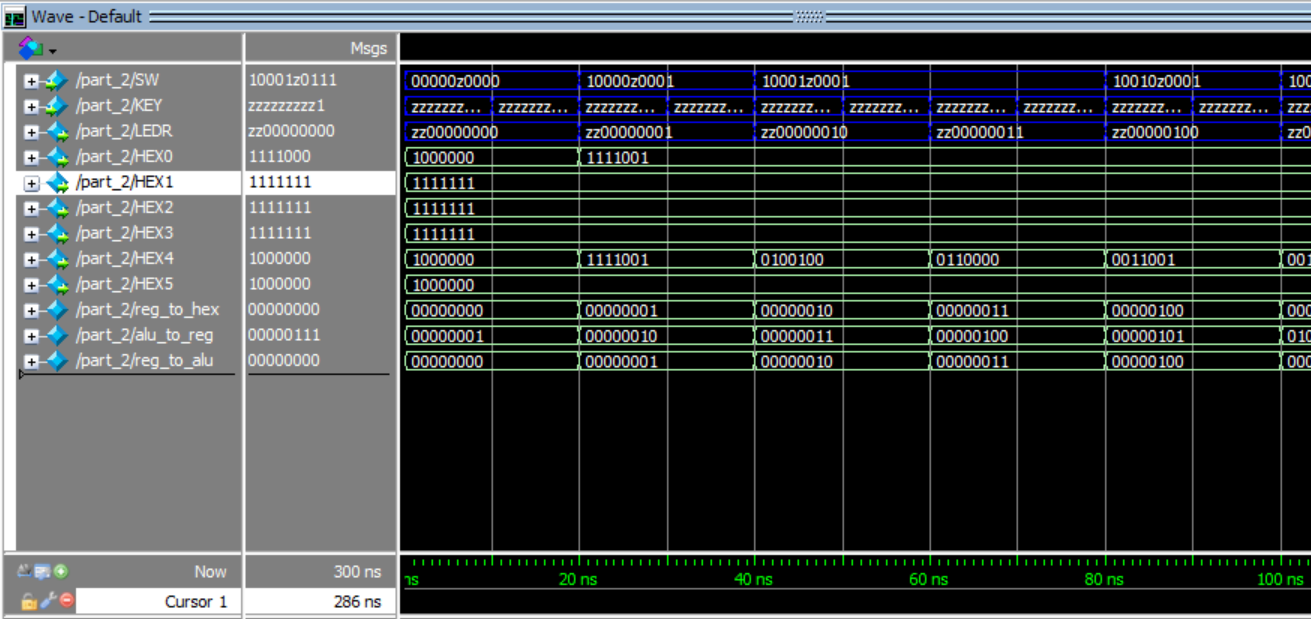 Wave - Default
Msgs
/part_2/SW 10001z0111 00000z0000 10000z0001 10001z0001 10010z0001 100
/part_2/KEY zzzzzzzzz1 zzzzzzz... zzzzzzz... zzzzzzz... zzzzzzz... zzzzzzz... zzzzzzz... zzzzzzz... zzzzzzz... zzzzzzz... zzzzzzz... zzz
/part_2/LEDR zz00000000 zz00000000 zz00000001 zz00000010 zz00000011 zz00000100 zz0
/part_2/HEX0 1111000 1000000 1111001
/part_2/HEX1 1111111 1111111
/part_2/HEX2 1111111 1111111
/part_2/HEX3 1111111 1111111
/part_2/HEX4 1000000 1000000 1111001 0100100 0110000 0011001 001
/part_2/HEX5 1000000 1000000
/part_2/reg_to_hex 00000000 00000000 00000001 00000010 00000011 00000100 000
/part_2/alu_to_reg 00000111 00000001 00000010 00000011 00000100 00000101 010
/part_2/reg_to_alu 00000000 00000000 00000001 00000010 00000011 00000100 000
Now 300 ns ns 20 ns 40 ns 60 ns 80 ns 100 ns
Cursor 1 286 ns